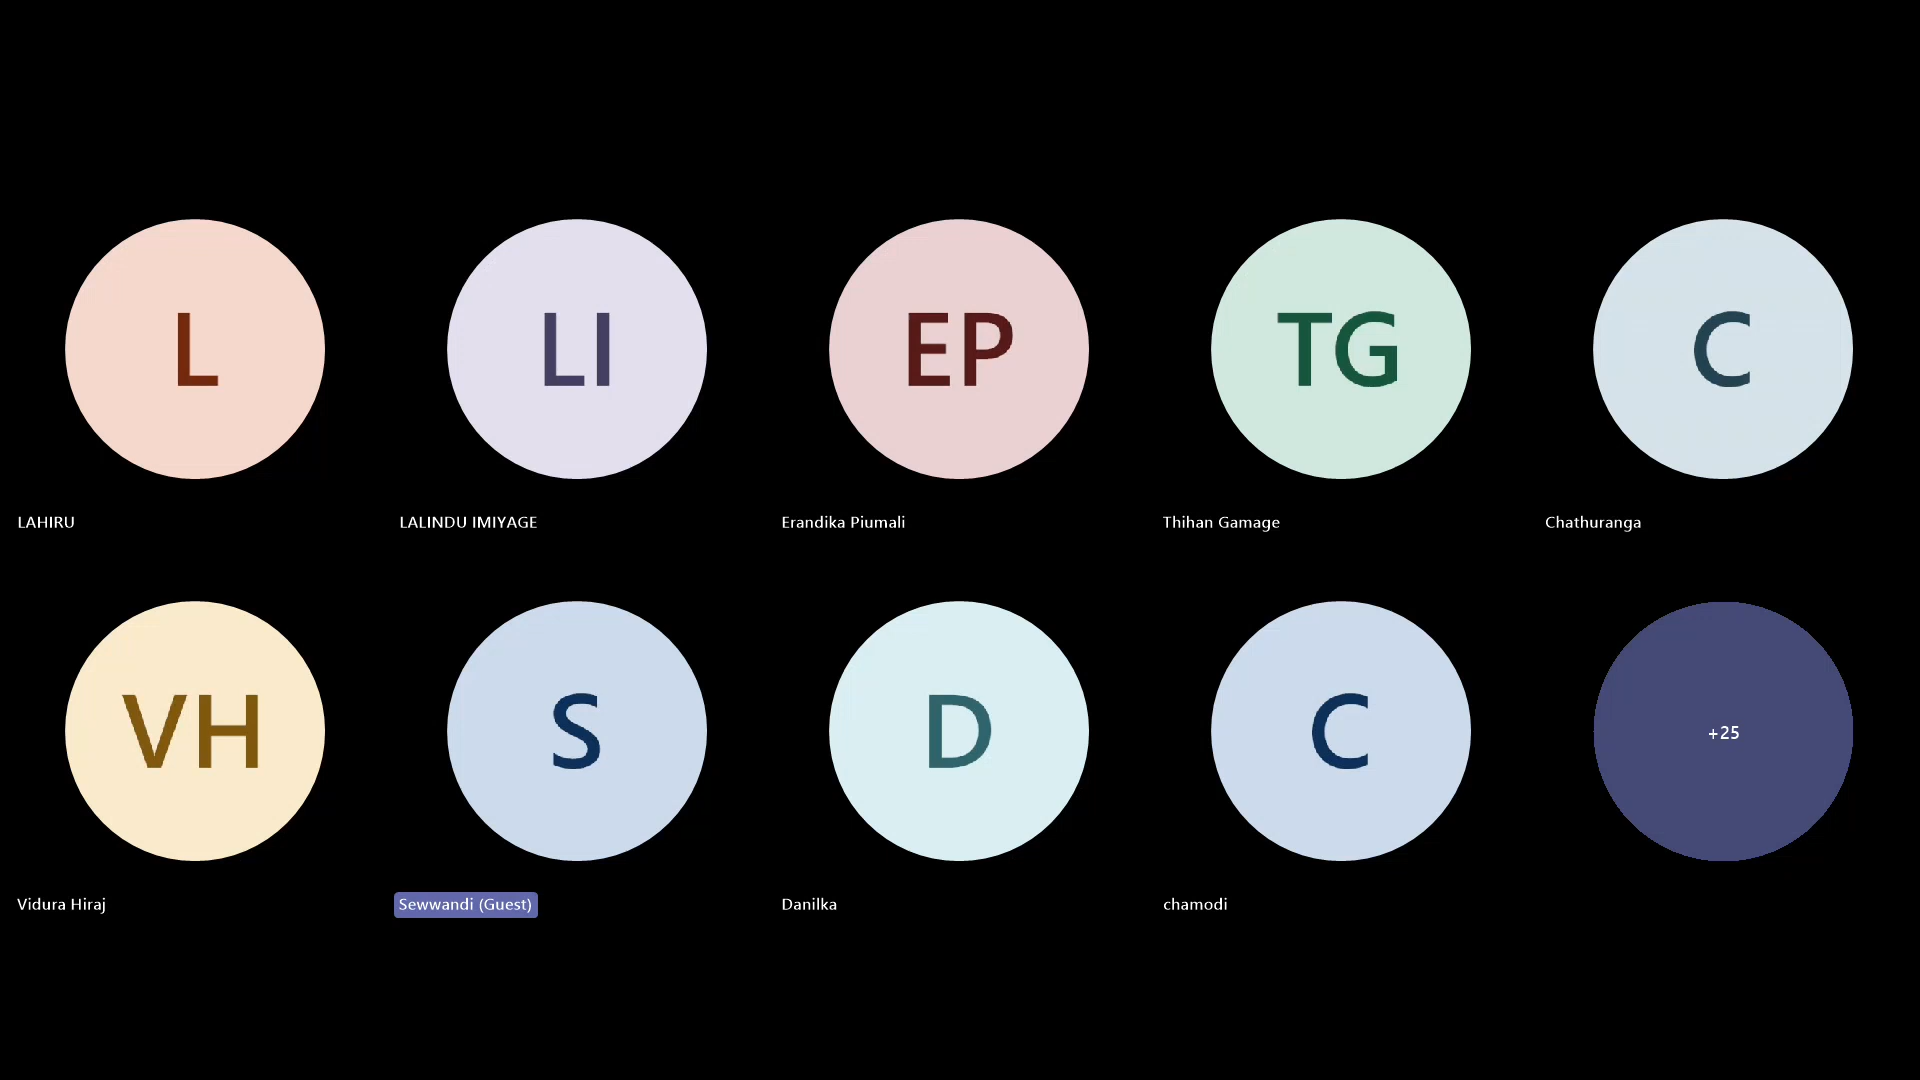 L
LI
EP
TG
C
LAHIRU
LALINDU IMIYAGE
Erandika Piumali
Thihan Gamage
Chathuranga
VH
S
D
C
+25
Vidura Hiraj
Sewwandi (Guest)
Danilka
chamodi